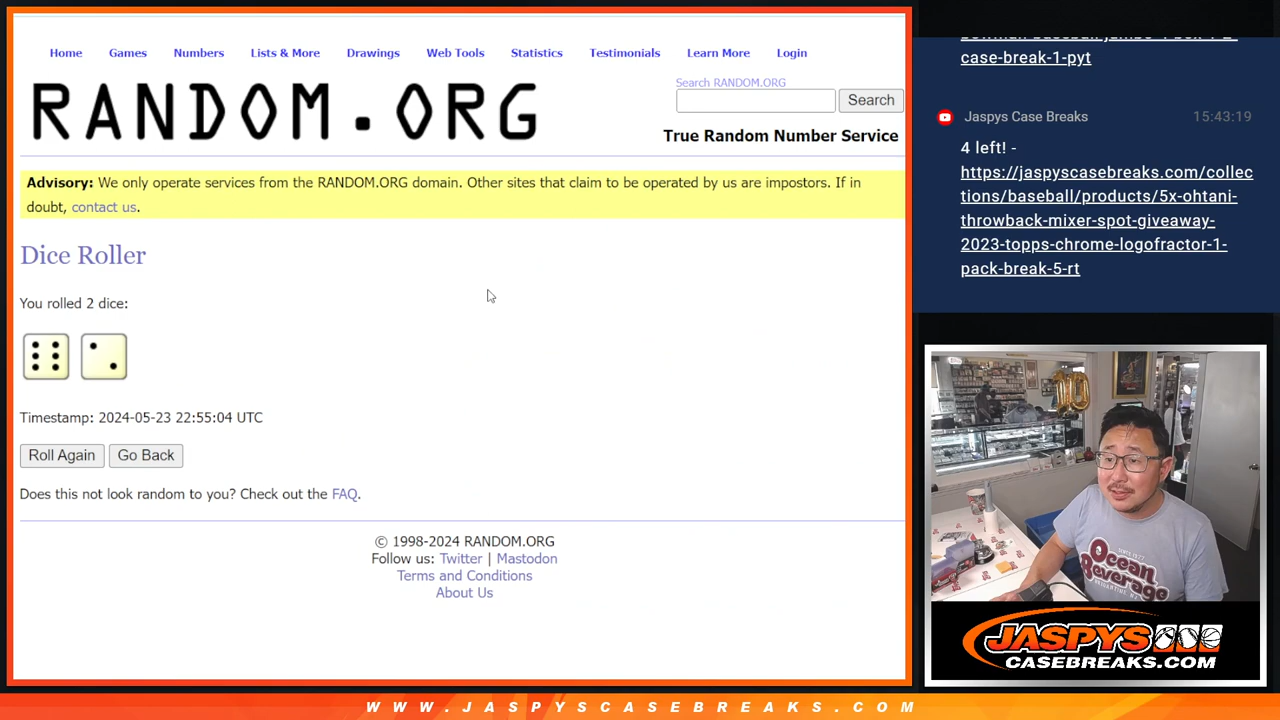 Home Games Numbers Lists & More Drawings Web Tools Statistics Testimonials Learn More Login
RANDOM.ORG
Search RANDOM.ORG
Search
True Random Number Service
Advisory: We only operate services from the RANDOM.ORG domain. Other sites that claim to be operated by us are impostors. If in
doubt, contact us.
Dice Roller
You rolled 2 dice:
Timestamp: 2024-05-23 22:55:04 UTC
Roll Again Go Back
Does this not look random to you? Check out the FAQ.
© 1998-2024 RANDOM.ORG
Follow us: Twitter | Mastodon
Terms and Conditions
About Us
case-break-1-pyt
Jaspys Case Breaks 15:43:19
4 left! -
https://jaspyscasebreaks.com/collec
tions/baseball/products/5x-ohtani-
throwback-mixer-spot-giveaway-
2023-topps-chrome-logofractor-1-
pack-break-5-rt
10
SINCE 1977
Ocean
Beverage
JASPYS
CASEBREAKS.COM
WWW.JASPYSCASEBREAKS.COM